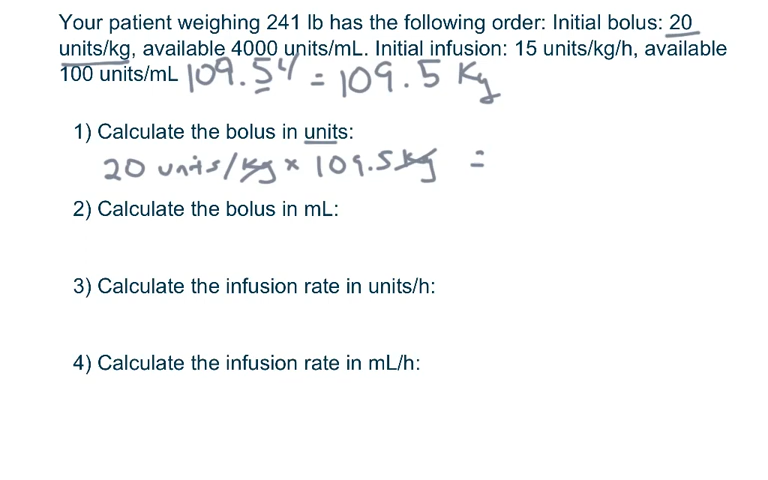 Your patient weighing 241 lb has the following order: Initial bolus: 20
units/kg, available 4000 units/mL. Initial infusion: 15 units/kg/h, available
100 units/mL 109.54 = 109.5 Kg
1) Calculate the bolus in units:
20 units/kg x 109.5 kg =
2) Calculate the bolus in mL:
3) Calculate the infusion rate in units/h:
4) Calculate the infusion rate in mL/h: